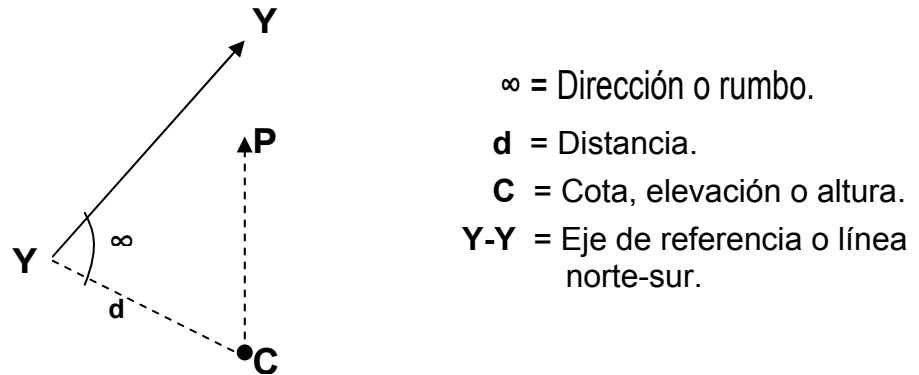 Y
∞ = Dirección o rumbo.
P
d = Distancia.
C = Cota, elevación o altura.
Y ∞
Y-Y = Eje de referencia o línea
norte-sur.
d
C